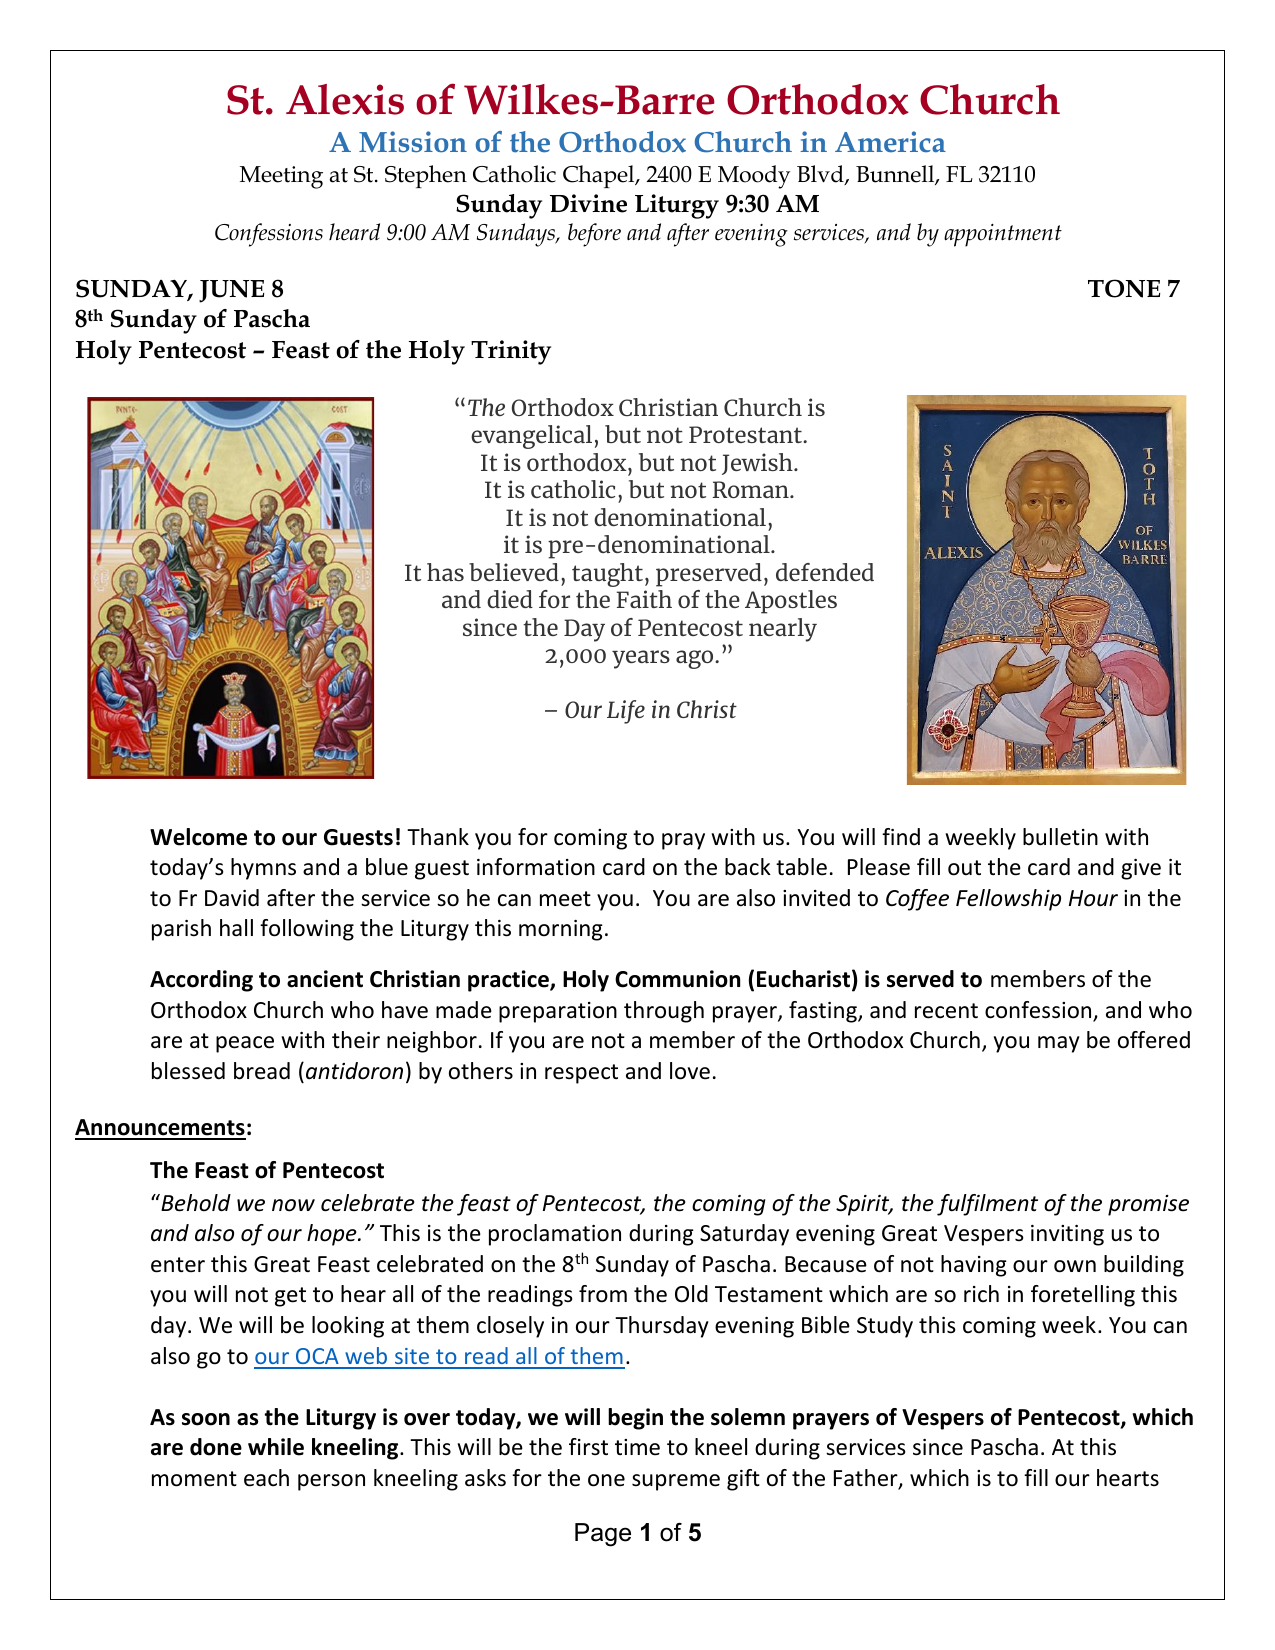 St. Alexis of Wilkes-Barre Orthodox Church
A Mission of the Orthodox Church in America
Meeting at St. Stephen Catholic Chapel, 2400 E Moody Blvd, Bunnell, FL 32110
Sunday Divine Liturgy 9:30 AM
Confessions heard 9:00 AM Sundays, before and after evening services, and by appointment
SUNDAY, JUNE 8 TONE 7
8th Sunday of Pascha
Holy Pentecost – Feast of the Holy Trinity
PENTE- COST
“The Orthodox Christian Church is
evangelical, but not Protestant.
It is orthodox, but not Jewish.
It is catholic, but not Roman.
It is not denominational,
it is pre-denominational.
It has believed, taught, preserved, defended
and died for the Faith of the Apostles
since the Day of Pentecost nearly
2,000 years ago.”
– Our Life in Christ
SAINT
ALEXIS
TOTH
OF
WILKES
BARRE
Welcome to our Guests! Thank you for coming to pray with us. You will find a weekly bulletin with
today’s hymns and a blue guest information card on the back table.  Please fill out the card and give it
to Fr David after the service so he can meet you.  You are also invited to Coffee Fellowship Hour in the
parish hall following the Liturgy this morning.
According to ancient Christian practice, Holy Communion (Eucharist) is served to members of the
Orthodox Church who have made preparation through prayer, fasting, and recent confession, and who
are at peace with their neighbor. If you are not a member of the Orthodox Church, you may be offered
blessed bread (antidoron) by others in respect and love.
Announcements:
The Feast of Pentecost
“Behold we now celebrate the feast of Pentecost, the coming of the Spirit, the fulfilment of the promise
and also of our hope.” This is the proclamation during Saturday evening Great Vespers inviting us to
enter this Great Feast celebrated on the 8th Sunday of Pascha. Because of not having our own building
you will not get to hear all of the readings from the Old Testament which are so rich in foretelling this
day. We will be looking at them closely in our Thursday evening Bible Study this coming week. You can
also go to our OCA web site to read all of them.
As soon as the Liturgy is over today, we will begin the solemn prayers of Vespers of Pentecost, which
are done while kneeling. This will be the first time to kneel during services since Pascha. At this
moment each person kneeling asks for the one supreme gift of the Father, which is to fill our hearts
Page 1 of 5